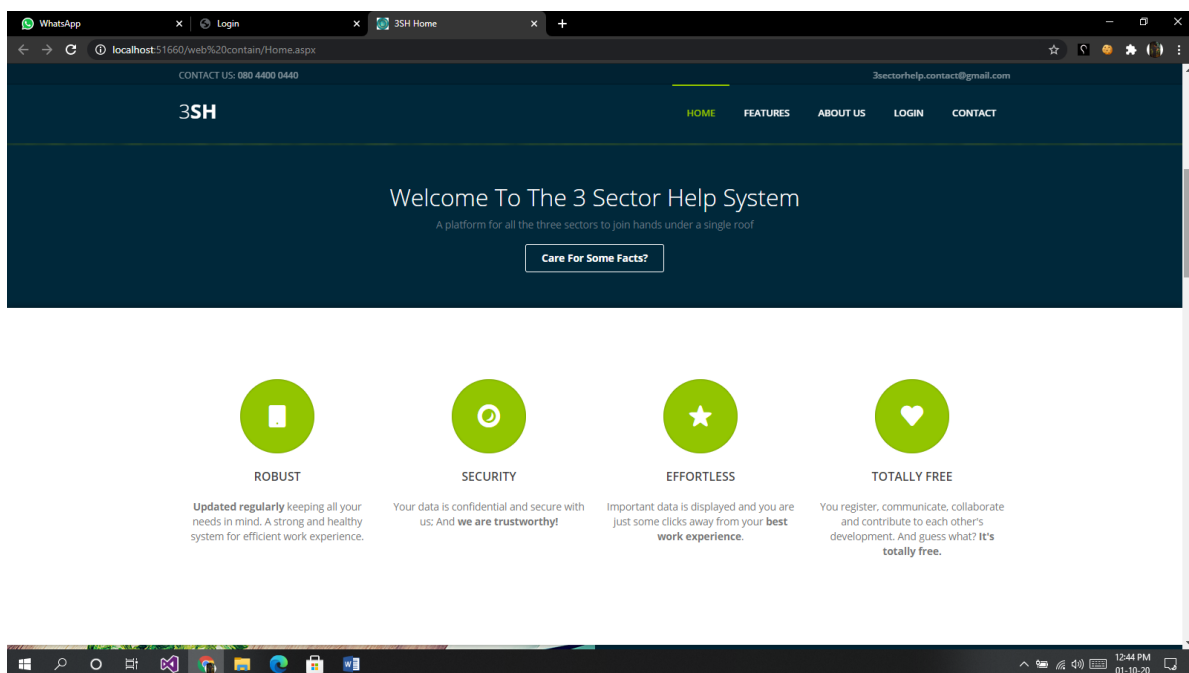 WhatsApp
Login
3SH Home
localhost:51660/web%20contain/Home.aspx
CONTACT US: 080 4400 0440
3sectorhelp.contact@gmail.com
3SH
HOME
FEATURES
ABOUT US
LOGIN
CONTACT
Welcome To The 3 Sector Help System
A platform for all the three sectors to join hands under a single roof
Care For Some Facts?
ROBUST
Updated regularly keeping all your
needs in mind. A strong and healthy
system for efficient work experience.
SECURITY
Your data is confidential and secure with
us; And we are trustworthy!
EFFORTLESS
Important data is displayed and you are
just some clicks away from your best
work experience.
TOTALLY FREE
You register, communicate, collaborate
and contribute to each other's
development. And guess what? It's
totally free.
12:44 PM
01-10-20